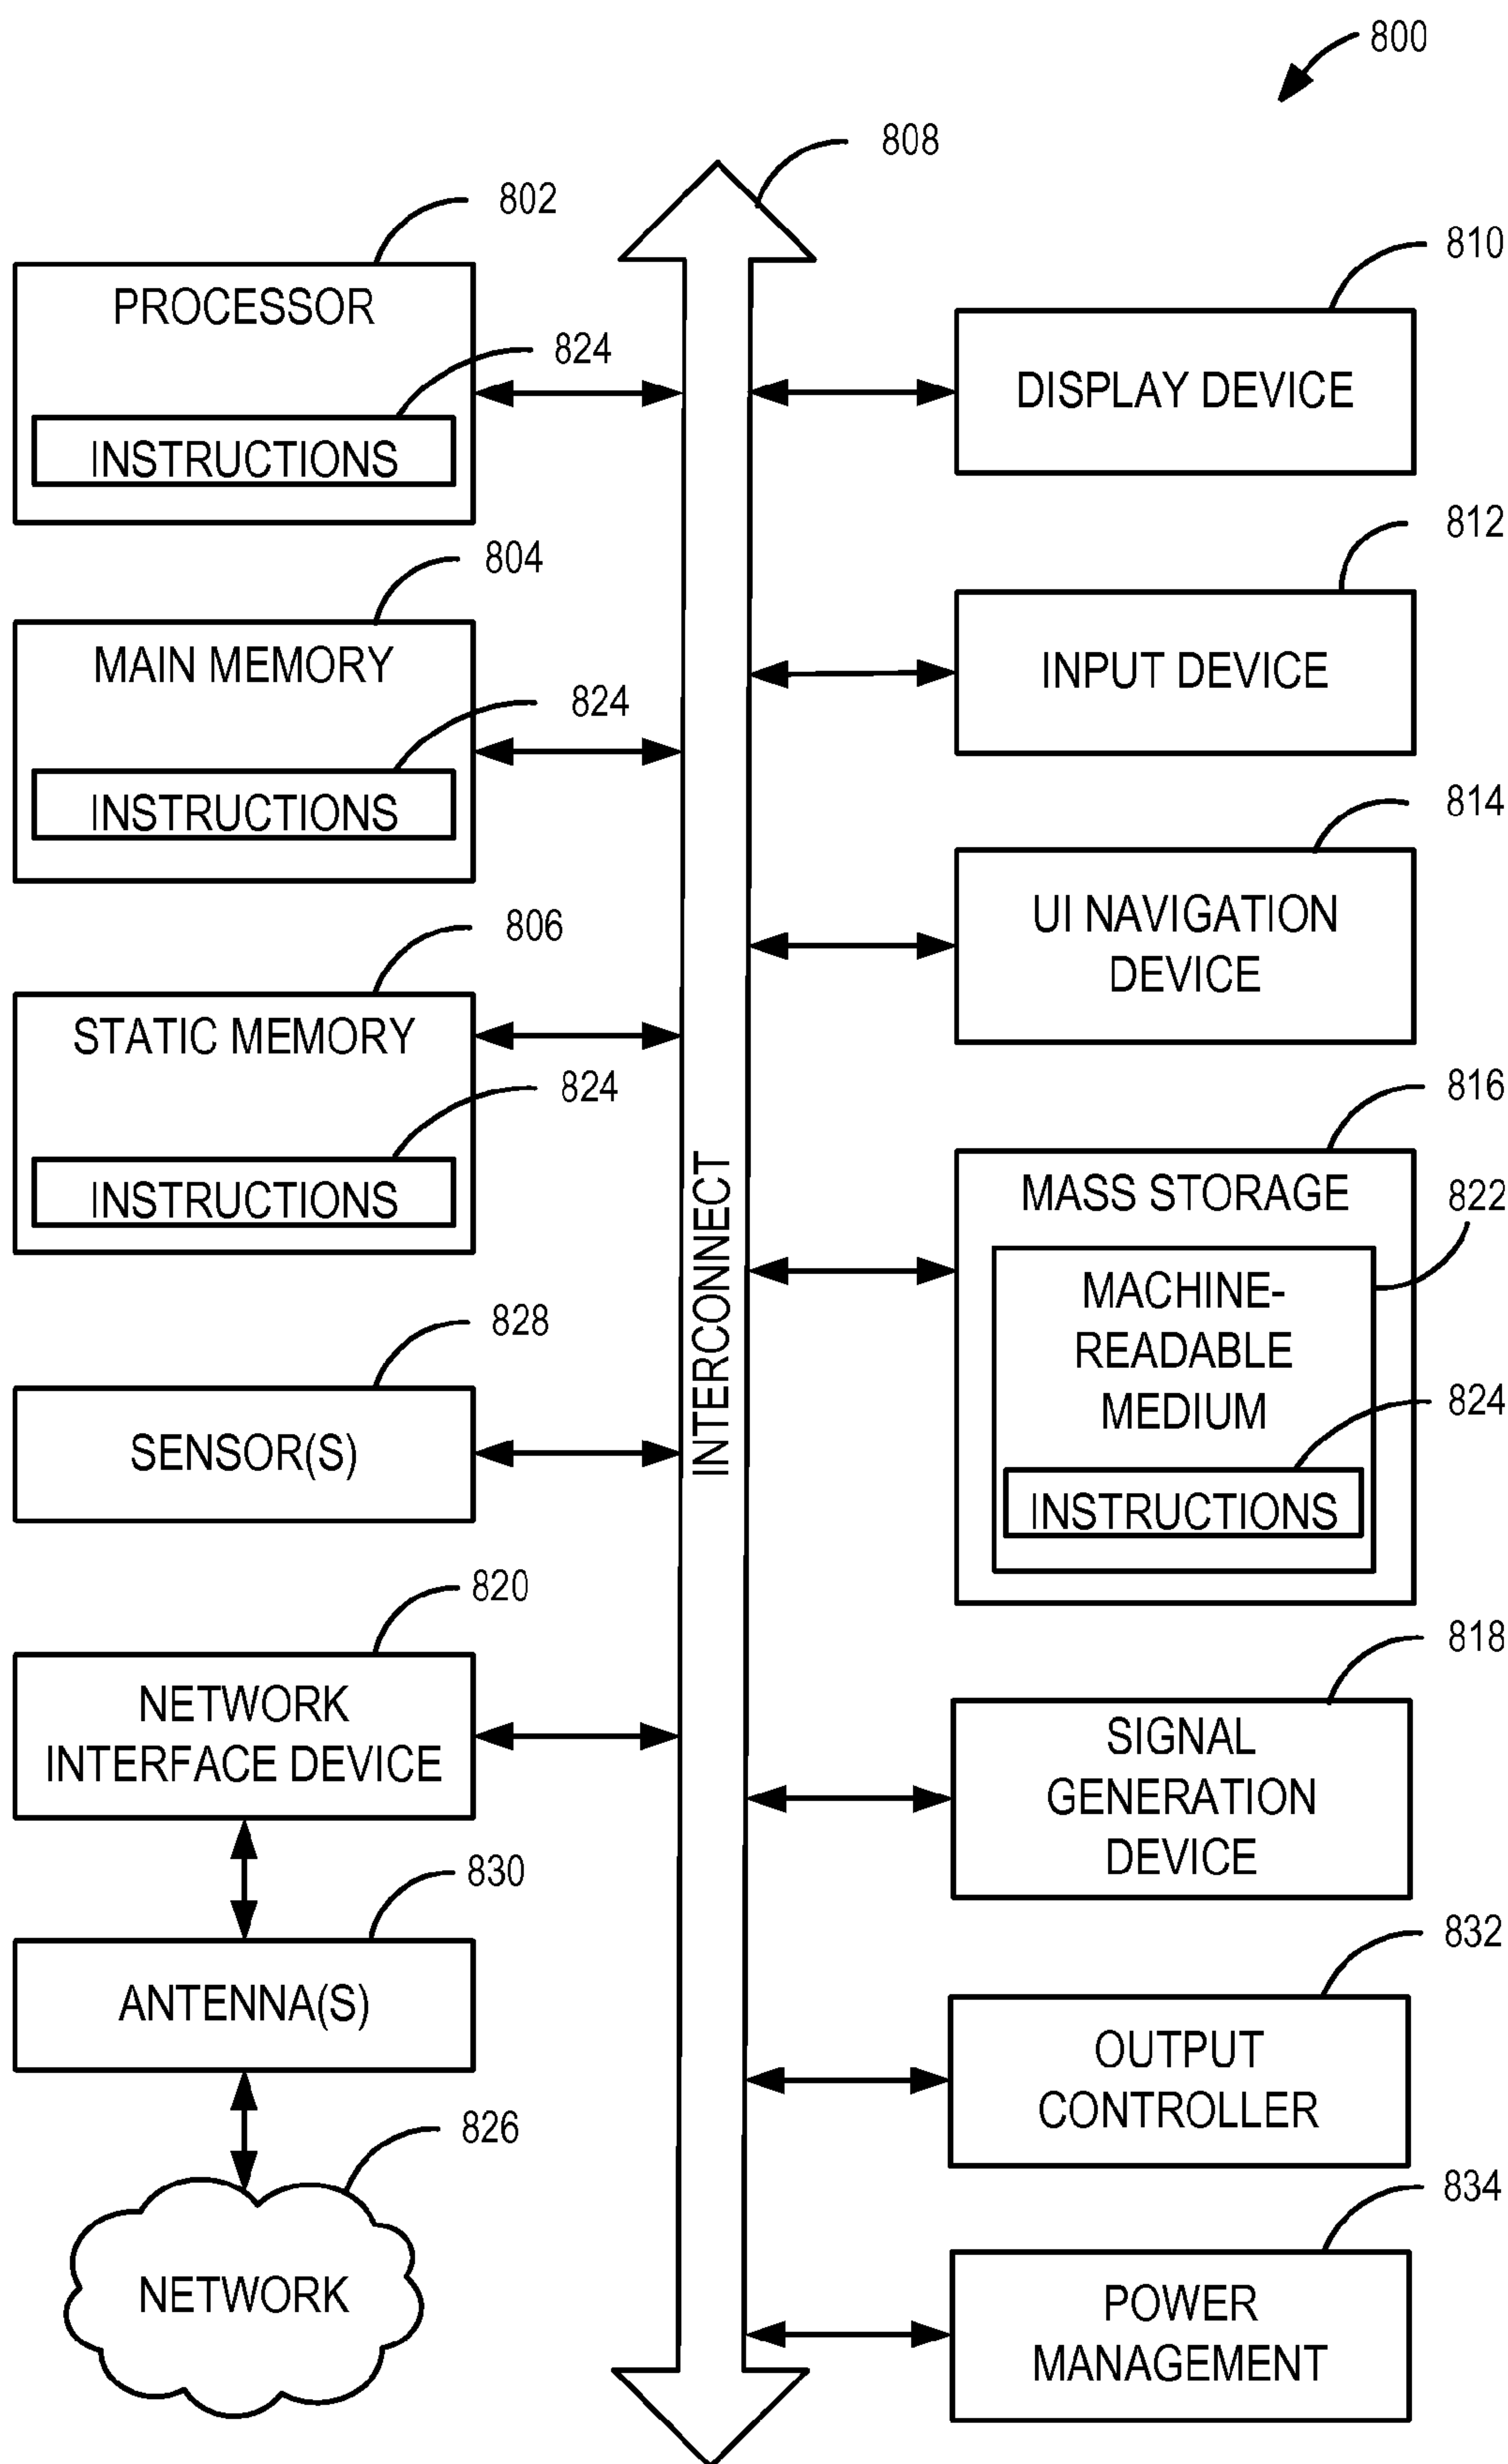 800
808
802
PROCESSOR
824
INSTRUCTIONS
804
MAIN MEMORY
824
INSTRUCTIONS
806
STATIC MEMORY
824
INSTRUCTIONS
828
SENSOR(S)
820
NETWORK
INTERFACE DEVICE
830
ANTENNA(S)
826
NETWORK
INTERCONNECT
810
DISPLAY DEVICE
812
INPUT DEVICE
814
UI NAVIGATION
DEVICE
816
MASS STORAGE
822
MACHINE-
READABLE
MEDIUM
824
INSTRUCTIONS
818
SIGNAL
GENERATION
DEVICE
832
OUTPUT
CONTROLLER
834
POWER
MANAGEMENT